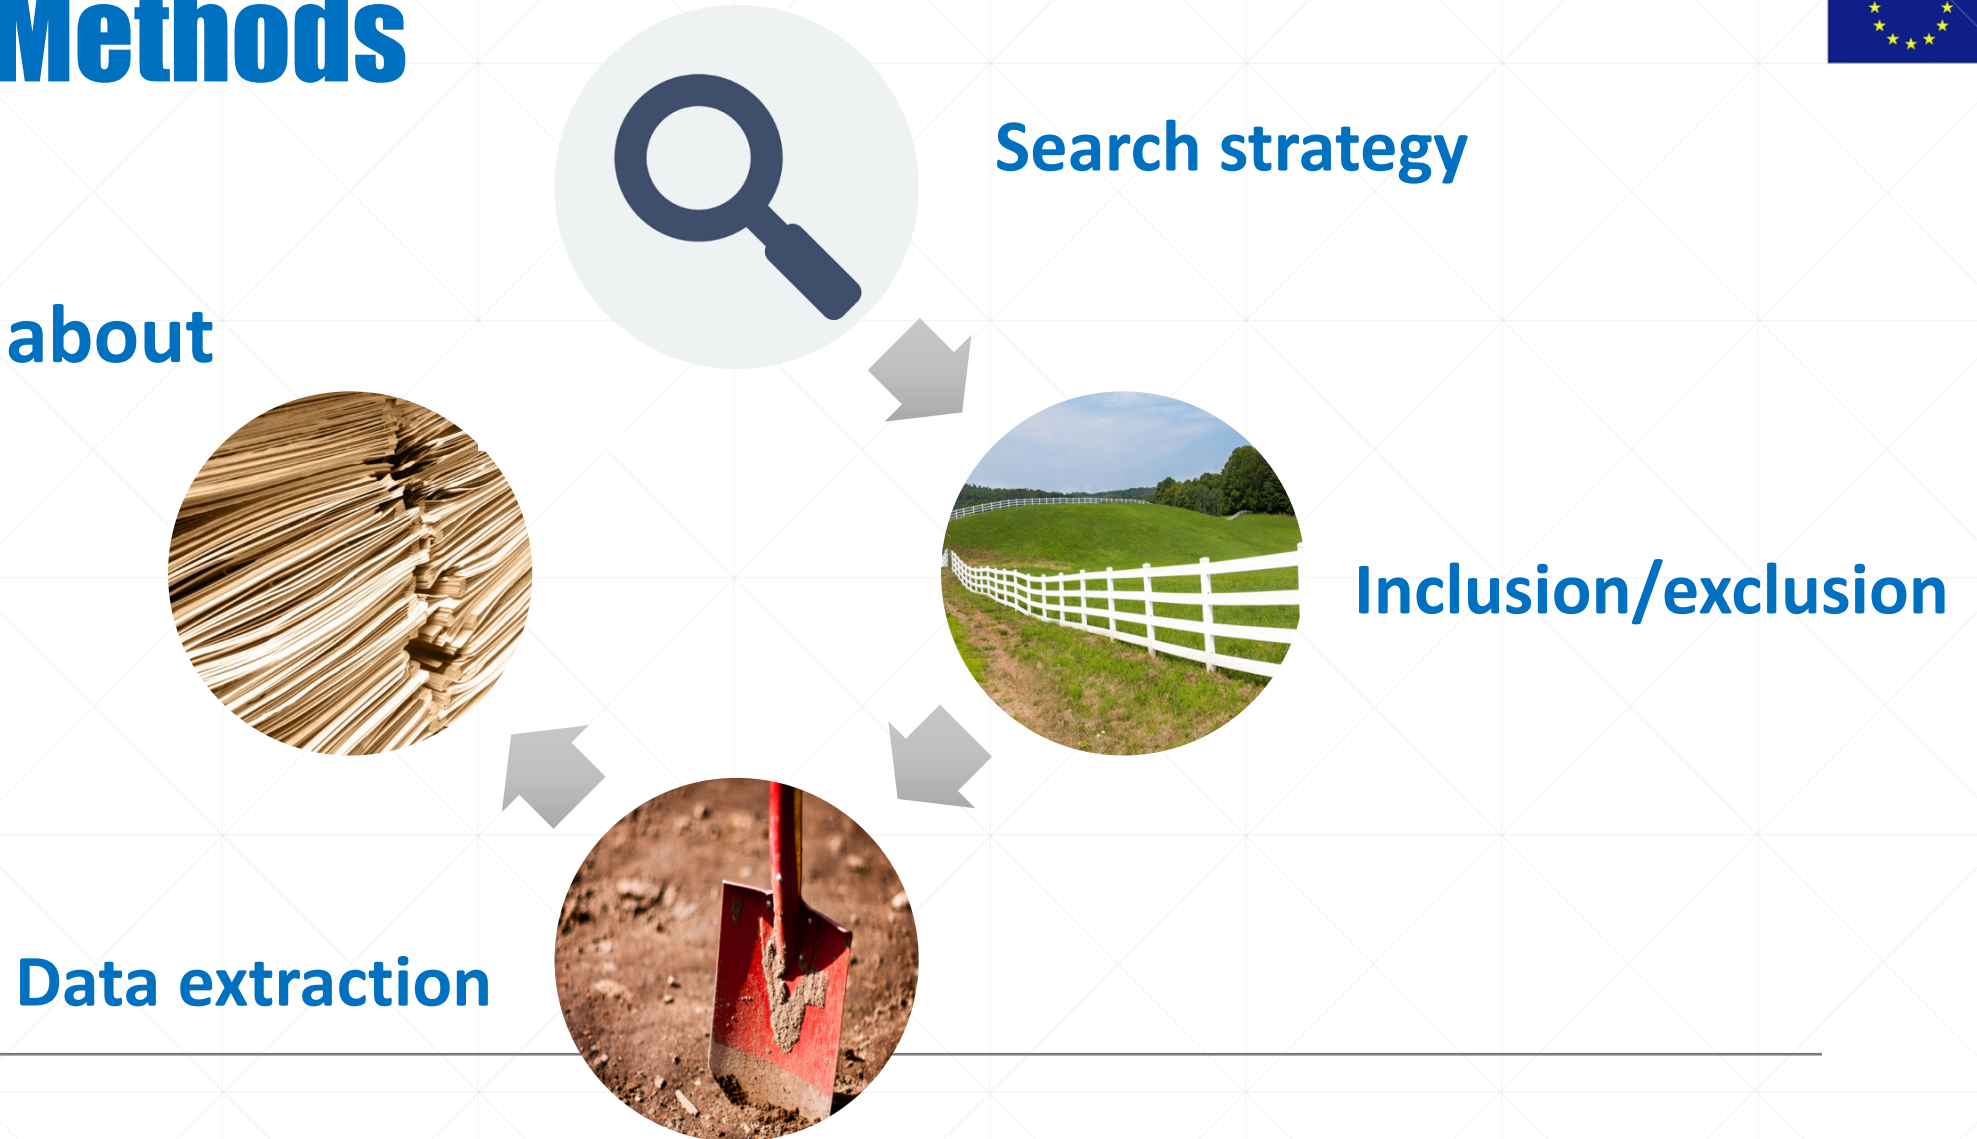 Methods
Search strategy
about
Inclusion/exclusion
Data extraction